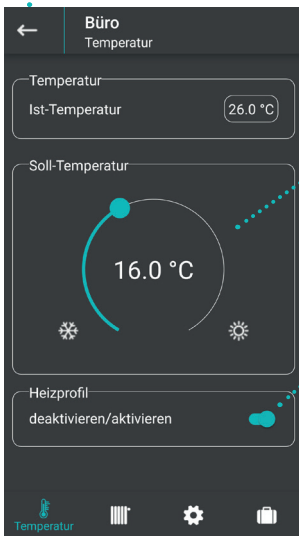 Büro
Temperatur
Temperatur
Ist-Temperatur 26.0 °C
Soll-Temperatur
16.0 °C
Heizprofil
deaktivieren/aktivieren
Temperatur